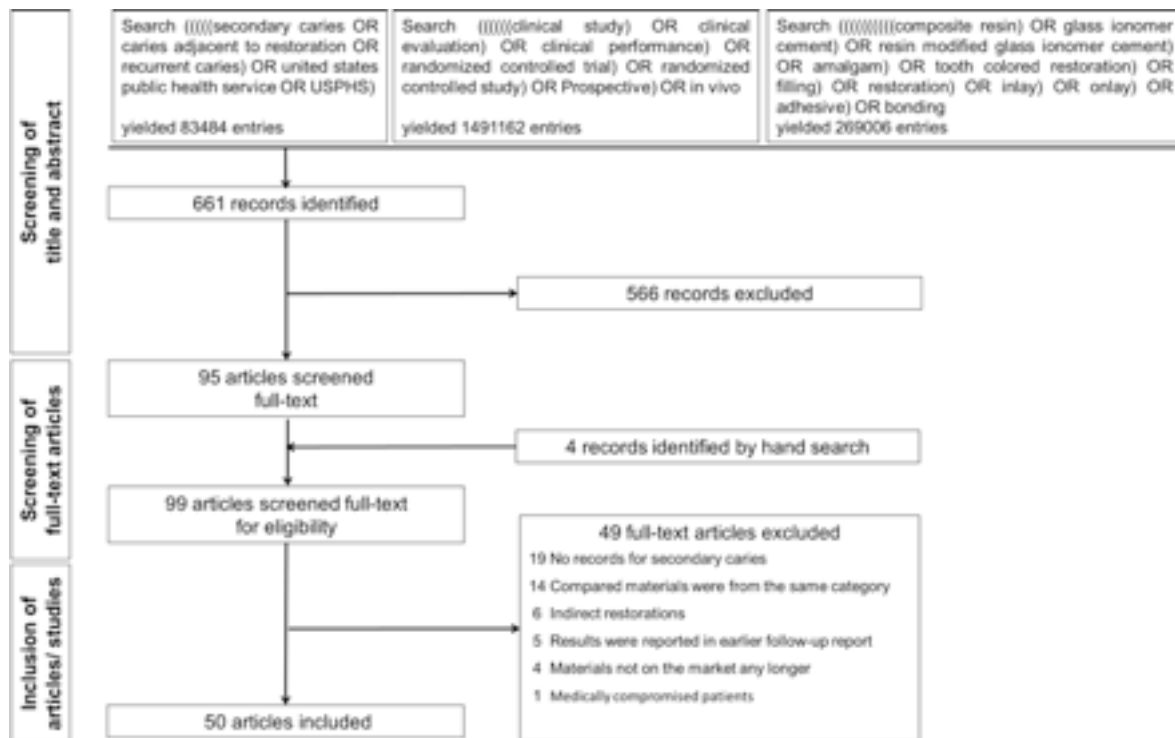 Search ((((((secondary caries OR
caries adjacent to restoration OR
recurrent caries) OR united states
public health service OR USPHS)
yielded 83484 entries
Search ((((((clinical study) OR clinical
evaluation) OR clinical performance) OR
randomized controlled trial) OR randomized
controlled study) OR Prospective) OR in vivo
yielded 1491162 entries
Search ((((((((((composite resin) OR glass ionomer
cement) OR resin modified glass ionomer cement)
OR amalgam) OR tooth colored restoration) OR
filling) OR restoration) OR inlay) OR onlay) OR
adhesive) OR bonding
yielded 269006 entries
Screening of
title and abstract
661 records identified
566 records excluded
Screening of
full-text articles
95 articles screened
full-text
4 records identified by hand search
99 articles screened full-text
for eligibility
Inclusion of
articles/ studies
49 full-text articles excluded
19 No records for secondary caries
14 Compared materials were from the same category
6 Indirect restorations
5 Results were reported in earlier follow-up report
4 Materials not on the market any longer
1 Medically compromised patients
50 articles included